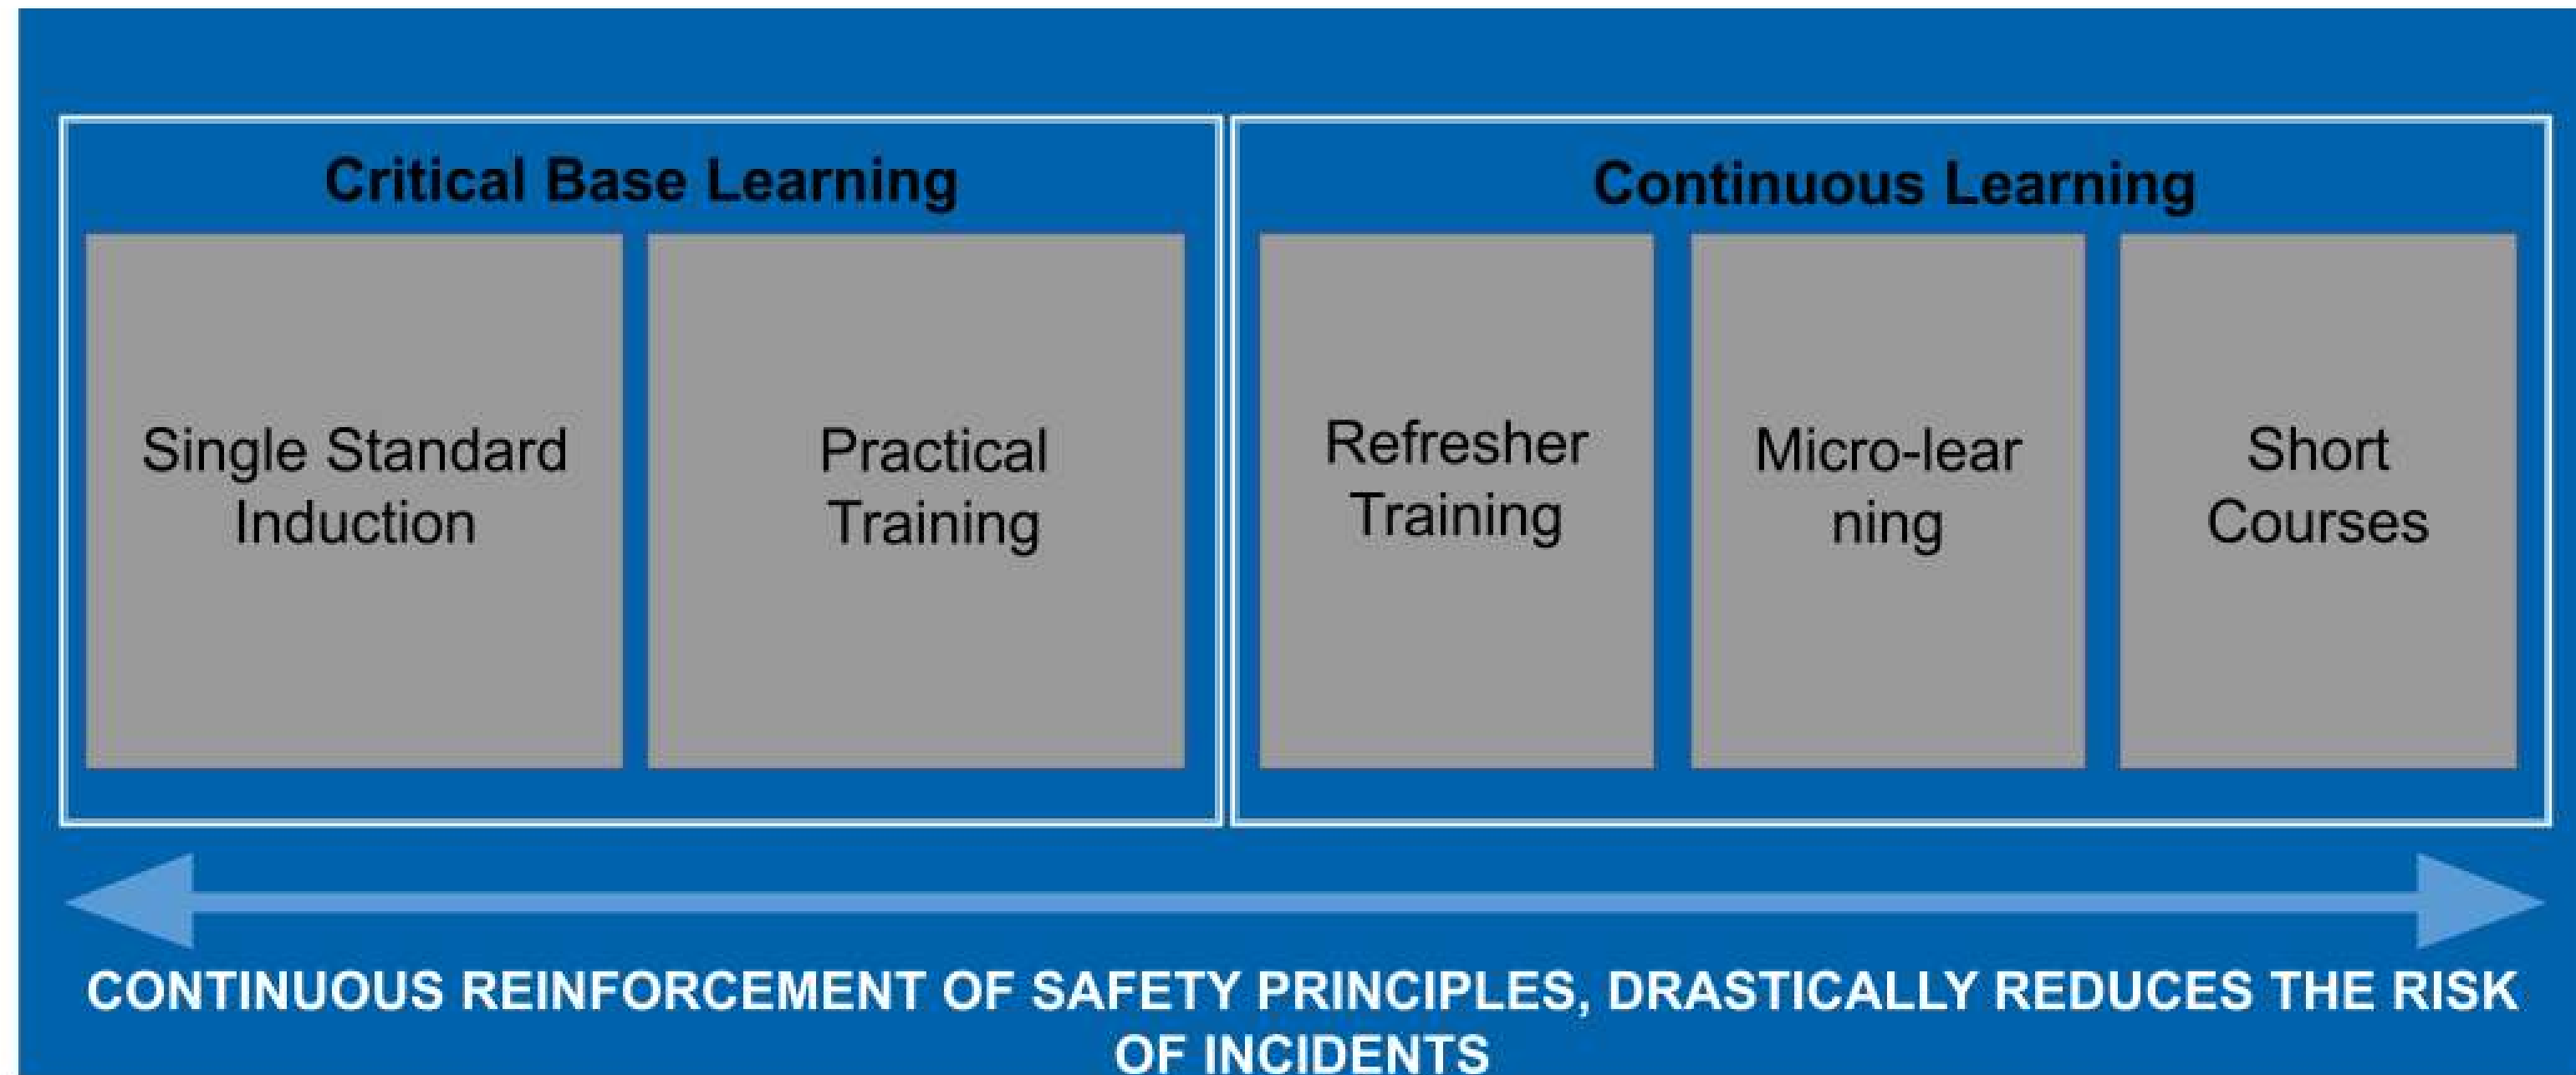 Critical Base Learning
Single Standard
Induction
Practical
Training
Continuous Learning
Refresher
Training
Micro-lear
ning
Short
Courses
CONTINUOUS REINFORCEMENT OF SAFETY PRINCIPLES, DRASTICALLY REDUCES THE RISK
OF INCIDENTS